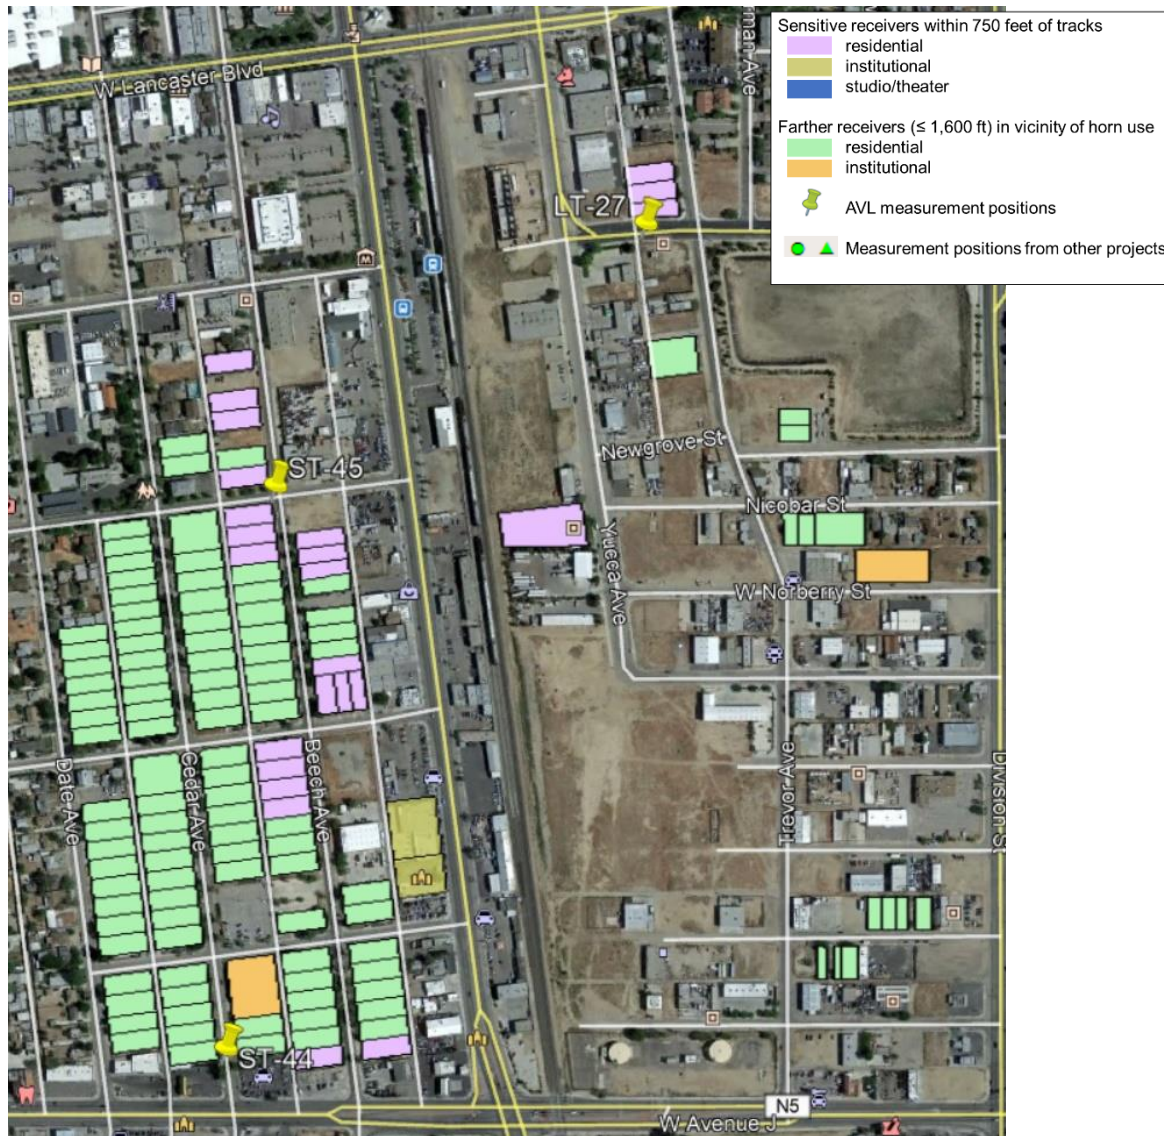 Sensitive receivers within 750 feet of tracks
residential
institutional
studio/theater
Farther receivers (≤ 1,600 ft) in vicinity of horn use
residential
institutional
AVL measurement positions
Measurement positions from other projects
W Lancaster Blvd
rman Ave
LT-27
Newgrove St
ST-45
Nicobar St
Yucca Ave
W Norberry St
Date Ave
Cedar Ave
Beech Ave
Trevor Ave
Division St
ST-44
N5
W Avenue J